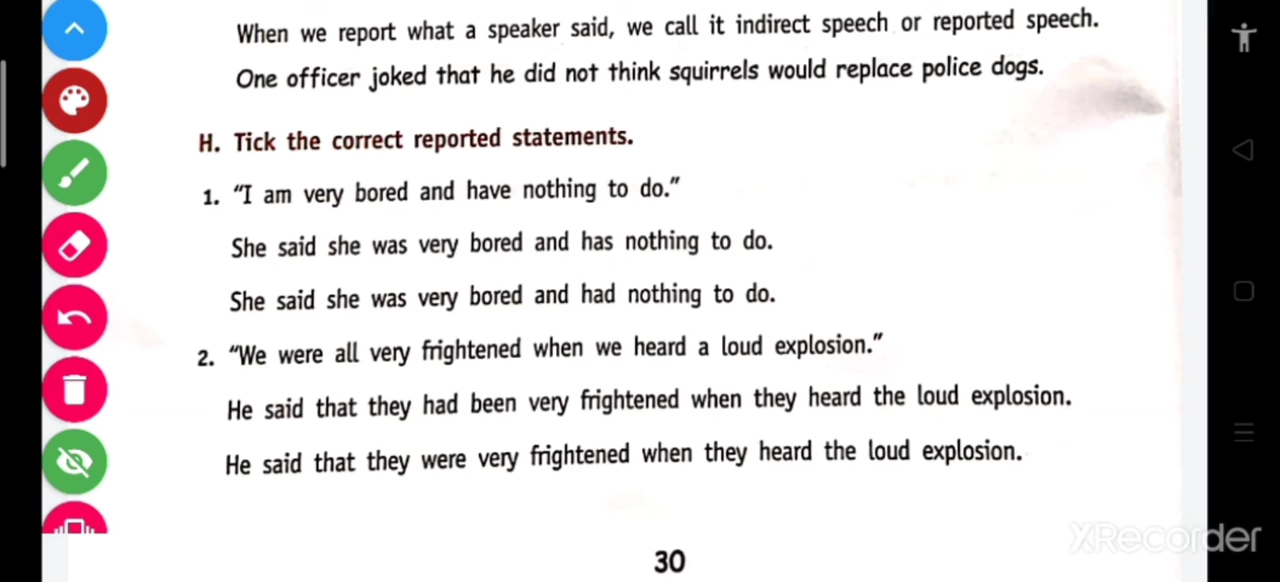 When we report what a speaker said, we call it indirect speech or reported speech.
One officer joked that he did not think squirrels would replace police dogs.
H. Tick the correct reported statements.
1. "I am very bored and have nothing to do."
She said she was very bored and has nothing to do.
She said she was very bored and had nothing to do.
2. "We were all very frightened when we heard a loud explosion."
He said that they had been very frightened when they heard the loud explosion.
He said that they were very frightened when they heard the loud explosion.
30
XRecorder